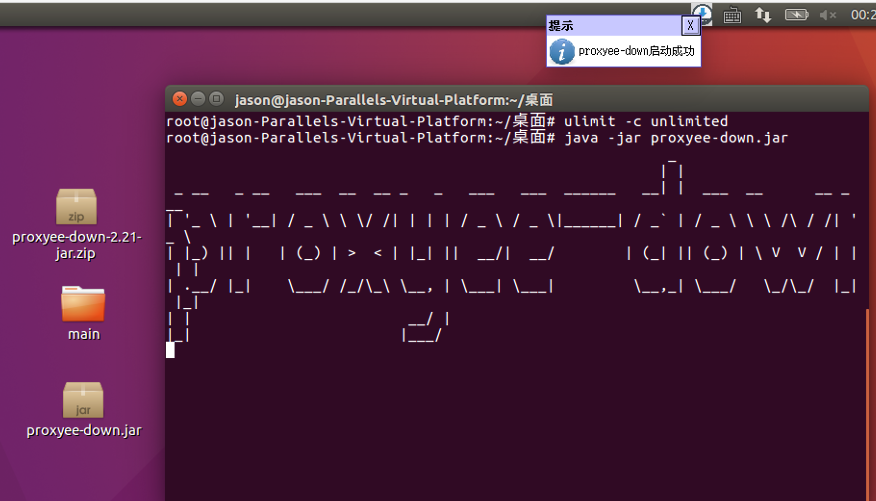 00:2
提示
X
proxyee-down启动成功
jason@jason-Parallels-Virtual-Platform:~/桌面
root@jason-Parallels-Virtual-Platform:~/桌面# ulimit -c unlimited
root@jason-Parallels-Virtual-Platform:~/桌面# java -jar proxyee-down.jar
proxyee-down
zip
proxyee-down-2.21-
jar.zip
main
jar
proxyee-down.jar